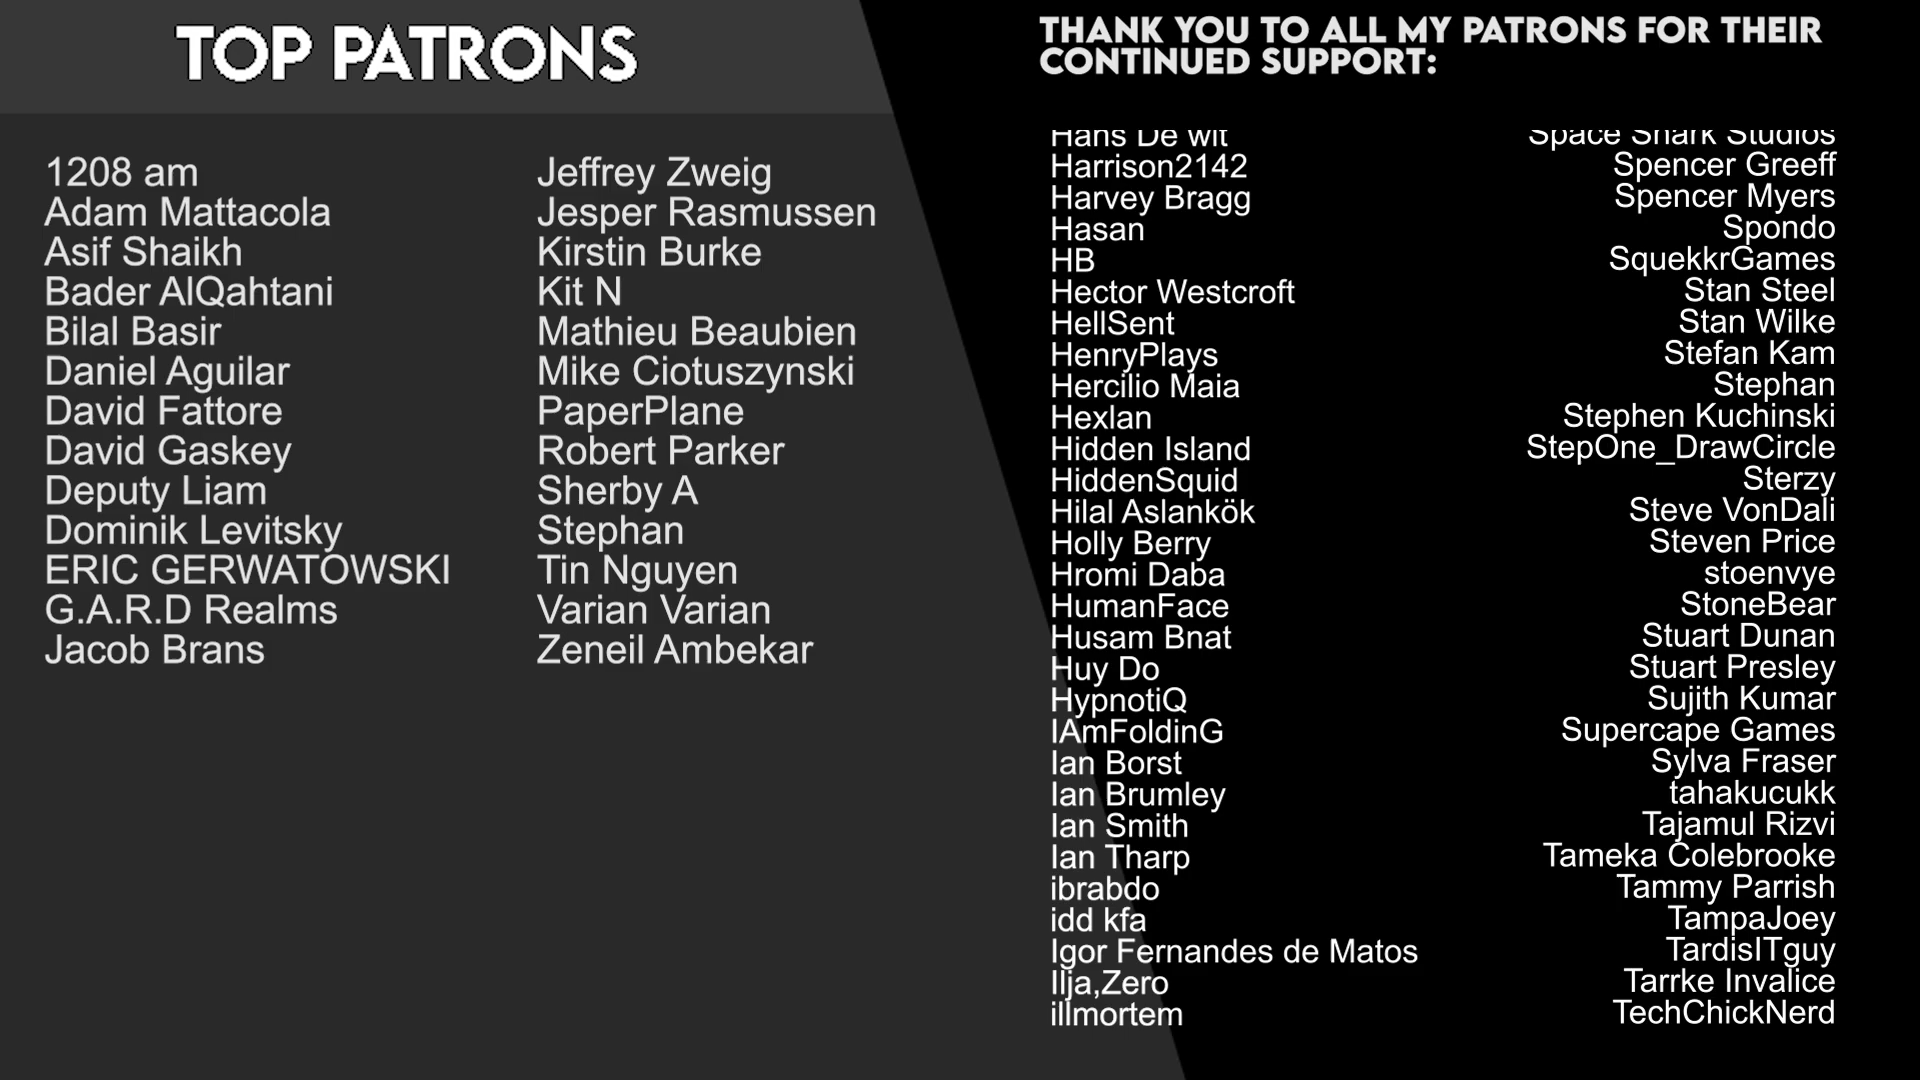 TOP PATRONS
1208 am
Adam Mattacola
Asif Shaikh
Bader AlQahtani
Bilal Basir
Daniel Aguilar
David Fattore
David Gaskey
Deputy Liam
Dominik Levitsky
ERIC GERWATOWSKI
G.A.R.D Realms
Jacob Brans
Jeffrey Zweig
Jesper Rasmussen
Kirstin Burke
Kit N
Mathieu Beaubien
Mike Ciotuszynski
PaperPlane
Robert Parker
Sherby A
Stephan
Tin Nguyen
Varian Varian
Zeneil Ambekar
THANK YOU TO ALL MY PATRONS FOR THEIR
CONTINUED SUPPORT:
Hans De wit
Harrison2142
Harvey Bragg
Hasan
HB
Hector Westcroft
HellSent
HenryPlays
Hercilio Maia
Hexlan
Hidden Island
HiddenSquid
Hilal Aslankök
Holly Berry
Hromi Daba
HumanFace
Husam Bnat
Huy Do
HypnotiQ
IAmFoldinG
Ian Borst
Ian Brumley
Ian Smith
Ian Tharp
ibrabdo
idd kfa
Igor Fernandes de Matos
Ilja,Zero
illmortem
Space Shark Studios
Spencer Greeff
Spencer Myers
Spondo
SquekkrGames
Stan Steel
Stan Wilke
Stefan Kam
Stephan
Stephen Kuchinski
StepOne_DrawCircle
Sterzy
Steve VonDali
Steven Price
stoenvye
StoneBear
Stuart Dunan
Stuart Presley
Sujith Kumar
Supercape Games
Sylva Fraser
tahakucukk
Tajamul Rizvi
Tameka Colebrooke
Tammy Parrish
TampaJoey
TardisITguy
Tarrke Invalice
TechChickNerd